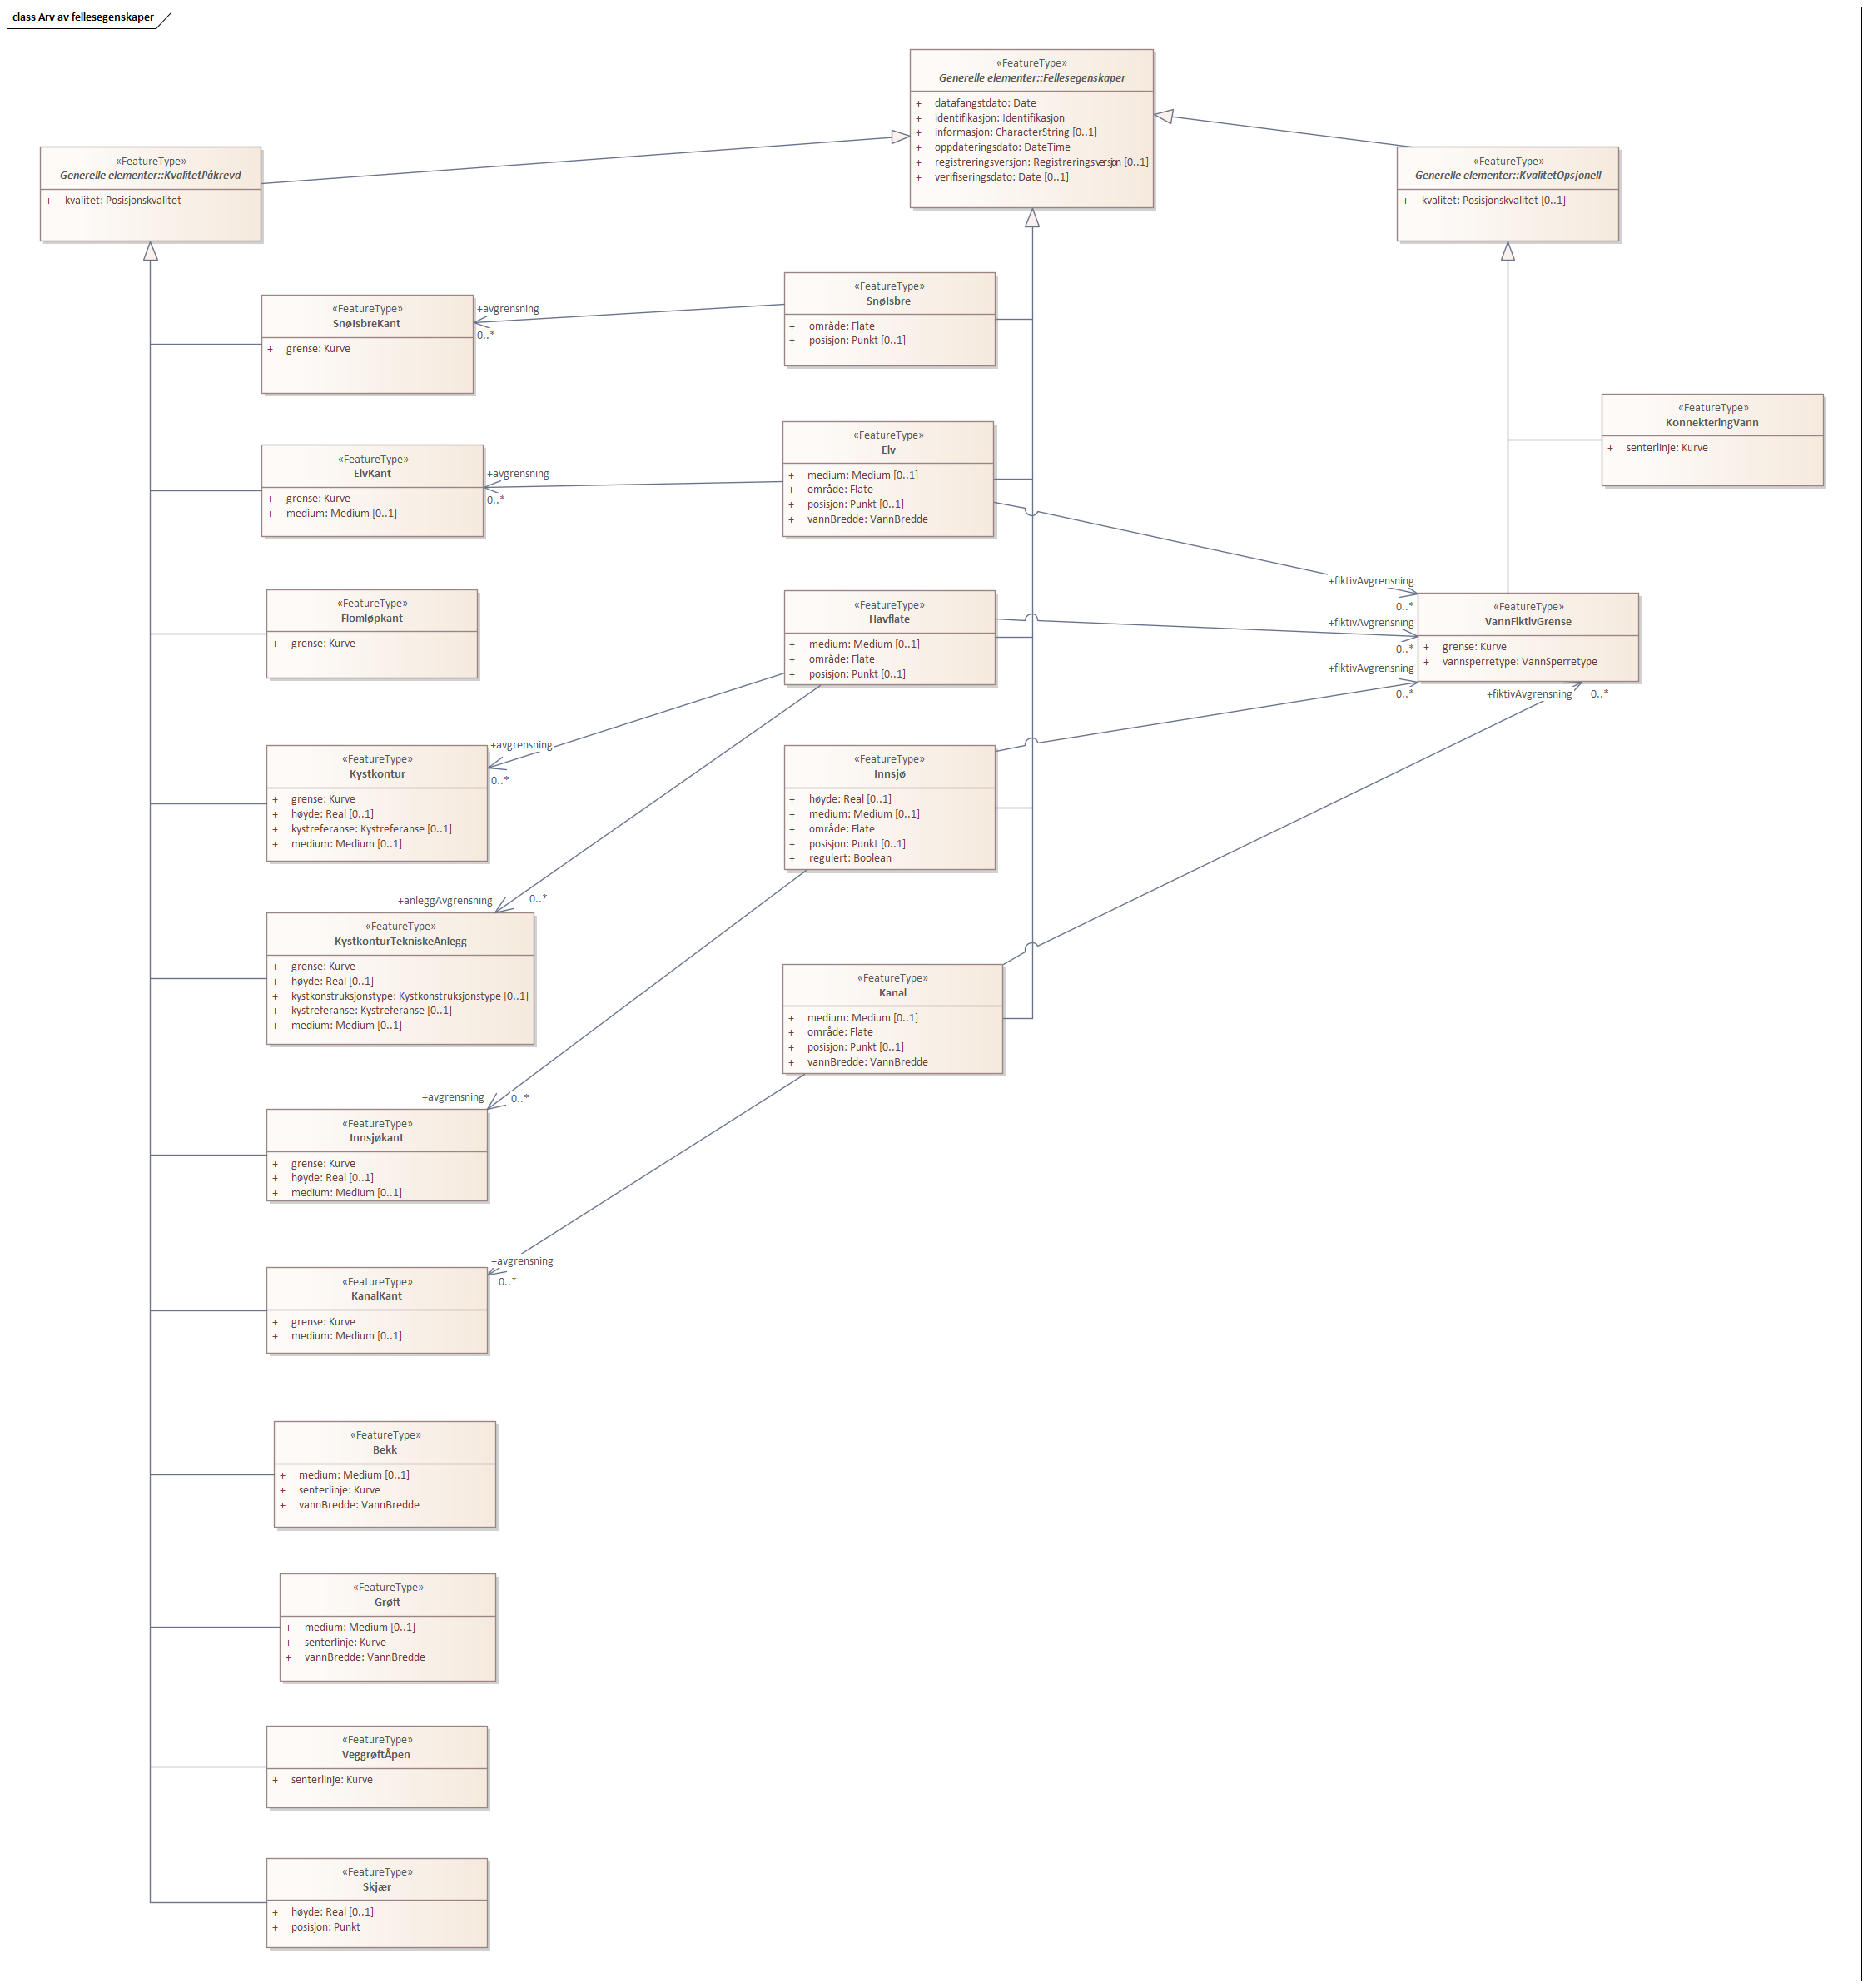 class Arv av fellesegenskaper
«FeatureType»
Generelle elementer::Fellesegenskaper
+ datafangstdato: Date
+ identifikasjon: Identifikasjon
+ informasjon: CharacterString [0..1]
+ oppdateringsdato: DateTime
+ registreringsversjon: Registreringsversjon [0..1]
+ verifiseringsdato: Date [0..1]
«FeatureType»
Generelle elementer::KvalitetPåkrevd
+ kvalitet: Posisjonskvalitet
«FeatureType»
Generelle elementer::KvalitetOpsjonell
+ kvalitet: Posisjonskvalitet [0..1]
«FeatureType»
SnøIsbreKant
+ grense: Kurve
+avgrensning
0..*
«FeatureType»
SnøIsbre
+ område: Flate
+ posisjon: Punkt [0..1]
«FeatureType»
KonnekteringVann
+ senterlinje: Kurve
«FeatureType»
ElvKant
+ grense: Kurve
+ medium: Medium [0..1]
+avgrensning
0..*
«FeatureType»
Elv
+ medium: Medium [0..1]
+ område: Flate
+ posisjon: Punkt [0..1]
+ vannBredde: VannBredde
+fiktivAvgrensning
0..*
+fiktivAvgrensning
0..*
+fiktivAvgrensning
0..*
«FeatureType»
VannFiktivGrense
+ grense: Kurve
+ vannsperretype: VannSperretype
+fiktivAvgrensning
0..*
«FeatureType»
Flomløpkant
+ grense: Kurve
«FeatureType»
Havflate
+ medium: Medium [0..1]
+ område: Flate
+ posisjon: Punkt [0..1]
«FeatureType»
Kystkontur
+ grense: Kurve
+ høyde: Real [0..1]
+ kystreferanse: Kystreferanse [0..1]
+ medium: Medium [0..1]
+avgrensning
0..*
«FeatureType»
Innsjø
+ høyde: Real [0..1]
+ medium: Medium [0..1]
+ område: Flate
+ posisjon: Punkt [0..1]
+ regulert: Boolean
+anleggAvgrensning
0..*
«FeatureType»
KystkonturTekniskeAnlegg
+ grense: Kurve
+ høyde: Real [0..1]
+ kystkonstruksjonstype: Kystkonstruksjonstype [0..1]
+ kystreferanse: Kystreferanse [0..1]
+ medium: Medium [0..1]
«FeatureType»
Kanal
+ medium: Medium [0..1]
+ område: Flate
+ posisjon: Punkt [0..1]
+ vannBredde: VannBredde
+avgrensning
0..*
«FeatureType»
Innsjøkant
+ grense: Kurve
+ høyde: Real [0..1]
+ medium: Medium [0..1]
+avgrensning
0..*
«FeatureType»
KanalKant
+ grense: Kurve
+ medium: Medium [0..1]
«FeatureType»
Bekk
+ medium: Medium [0..1]
+ senterlinje: Kurve
+ vannBredde: VannBredde
«FeatureType»
Grøft
+ medium: Medium [0..1]
+ senterlinje: Kurve
+ vannBredde: VannBredde
«FeatureType»
VeggrøftÅpen
+ senterlinje: Kurve
«FeatureType»
Skjær
+ høyde: Real [0..1]
+ posisjon: Punkt